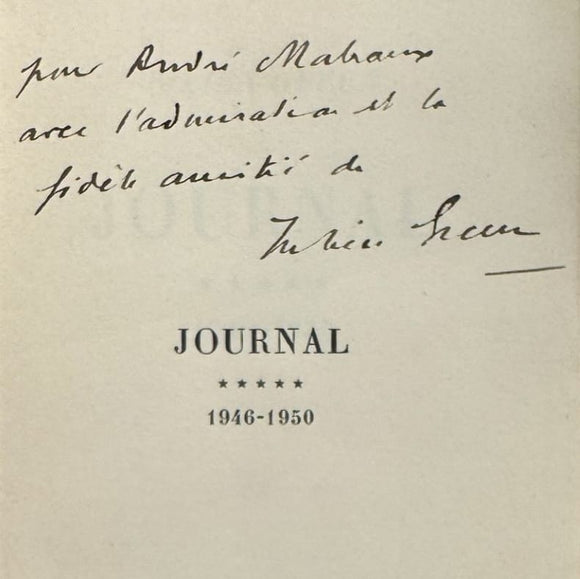 pour André Malraux
avec l'admiration et la
fidèle amitié de
Julien Green
JOURNAL
★★★★★
1946-1950